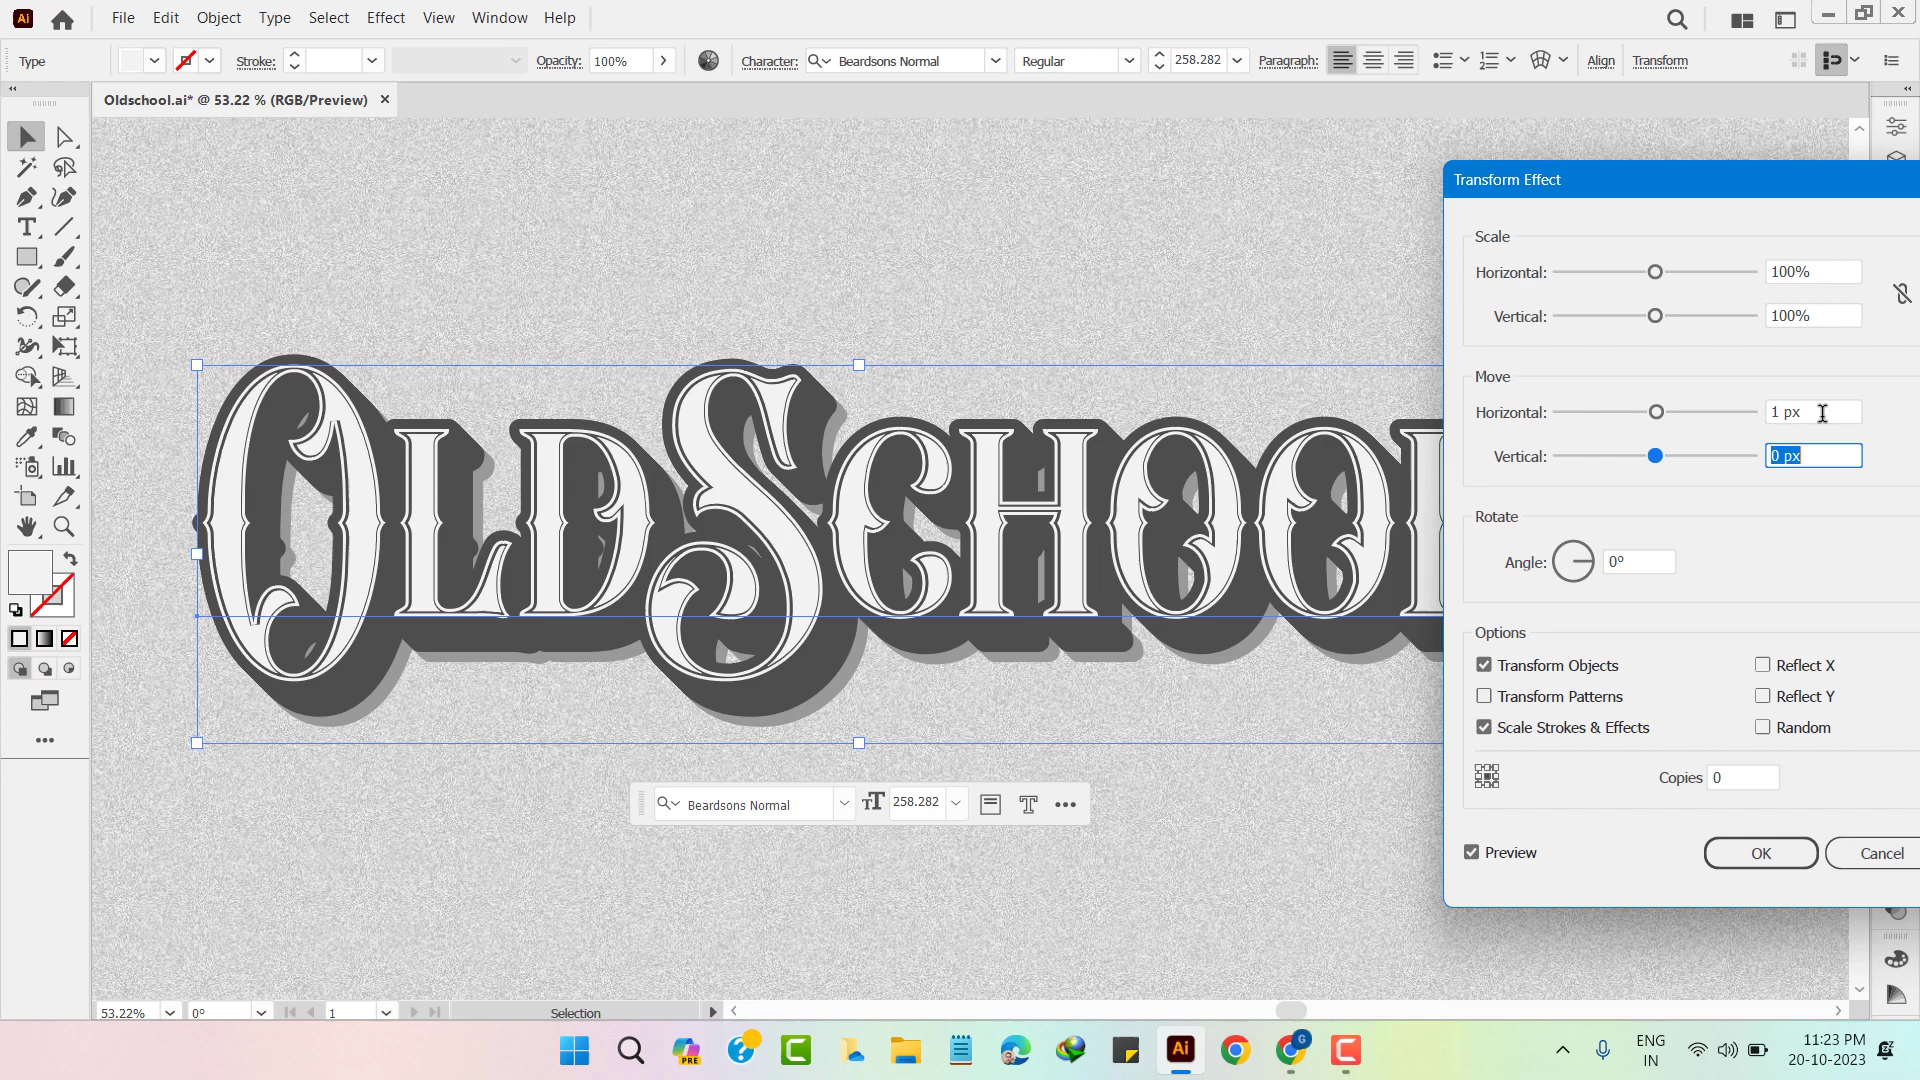 Ai File Edit Object Type Select Effect View Window Help
Type Stroke: Opacity: 100% Character: Beardsons Normal Regular 258.282 Paragraph: Align Transform
Oldschool.ai* @ 53.22 % (RGB/Preview)
Transform Effect
Scale
Horizontal: 100%
Vertical: 100%
Move
Horizontal: 1 px
Vertical: 0 px
Rotate
Angle: 0°
Options
Transform Objects Reflect X
Transform Patterns Reflect Y
Scale Strokes & Effects Random
Copies 0
Preview OK Cancel
OldSchool
Beardsons Normal 258.282
53.22% 0° 1 Selection
PRE Ai G ENG 11:23 PM
IN 20-10-2023